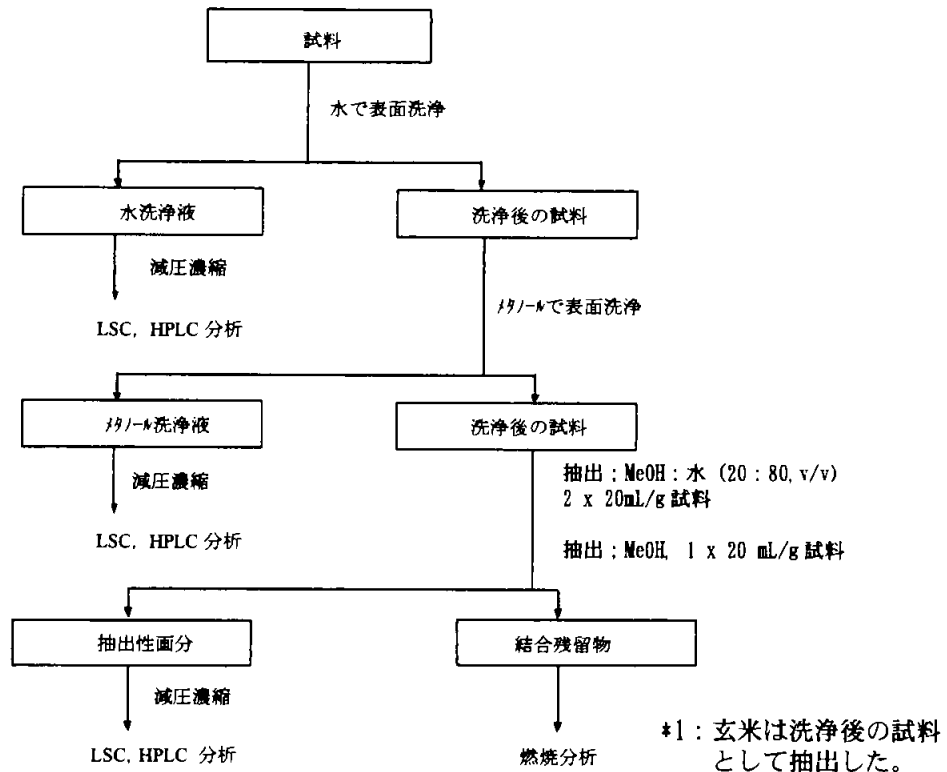 試料
水で表面洗浄
水洗浄液
洗浄後の試料
減圧濃縮
LSC, HPLC 分析
ﾒﾀﾉｰﾙで表面洗浄
ﾒﾀﾉｰﾙ洗浄液
洗浄後の試料
減圧濃縮
LSC, HPLC 分析
抽出；MeOH：水 (20：80, v/v)
2 x 20mL/g 試料
抽出；MeOH, 1 x 20 mL/g 試料
抽出性画分
結合残留物
減圧濃縮
LSC, HPLC 分析
燃焼分析
*1：玄米は洗浄後の試料
として抽出した。